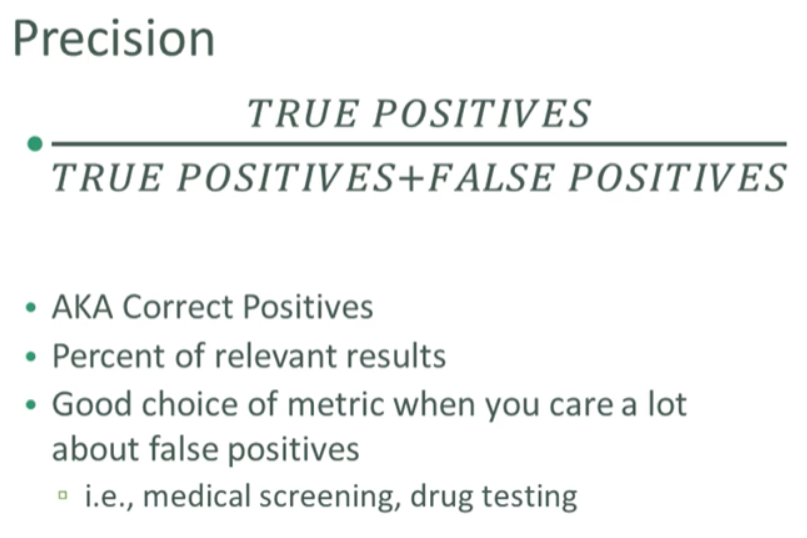 Precision
TRUE POSITIVES
TRUE POSITIVES+FALSE POSITIVES
• AKA Correct Positives
• Percent of relevant results
• Good choice of metric when you care a lot
about false positives
▫ i.e., medical screening, drug testing